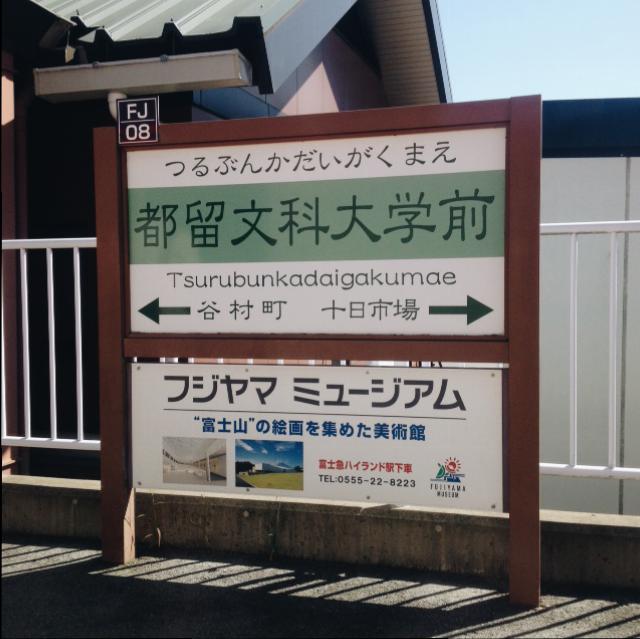 FJ
08
つるぶんかだいがくまえ
都留文科大学前
Tsurubunkadaigakumae
谷村町 十日市場
フジヤマ ミュージアム
“富士山”の絵画を集めた美術館
富士急ハイランド駅下車
TEL:0555-22-8223
FUJIYAMA
MUSEUM